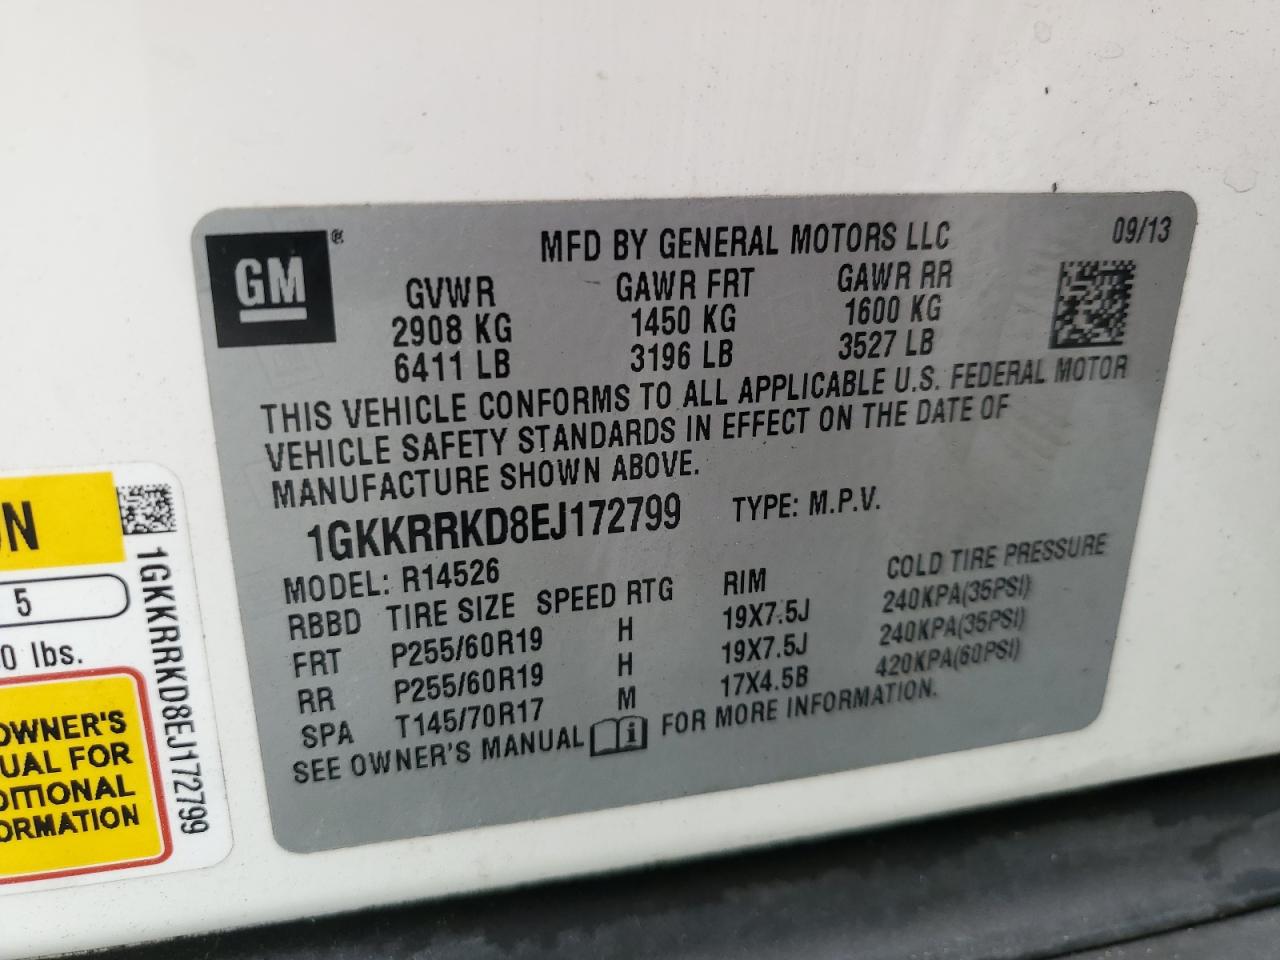 GM ®
MFD BY GENERAL MOTORS LLC 09/13
GVWR GAWR FRT GAWR RR
2908 KG 1450 KG 1600 KG
6411 LB 3196 LB 3527 LB
THIS VEHICLE CONFORMS TO ALL APPLICABLE U.S. FEDERAL MOTOR
VEHICLE SAFETY STANDARDS IN EFFECT ON THE DATE OF
MANUFACTURE SHOWN ABOVE.
1GKKRRKD8EJ172799 TYPE: M.P.V.
MODEL: R14526
RBBD TIRE SIZE SPEED RTG RIM COLD TIRE PRESSURE
FRT P255/60R19 H 19X7.5J 240KPA(35PSI)
RR P255/60R19 H 19X7.5J 240KPA(35PSI)
SPA T145/70R17 M 17X4.5B 420KPA(60PSI)
SEE OWNER'S MANUAL FOR MORE INFORMATION.
ON
5
0 lbs.
OWNER'S
UAL FOR
DITIONAL
ORMATION
1GKKRRKD8EJ172799